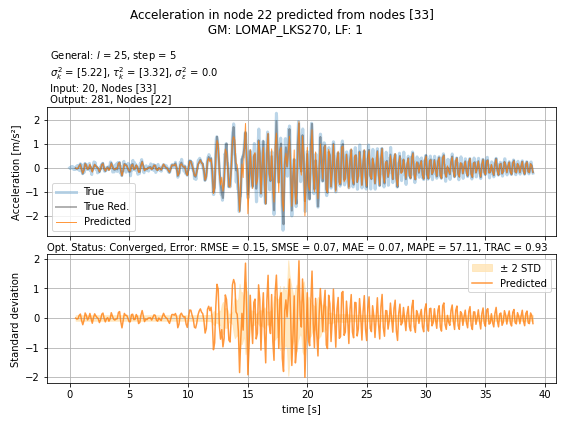 Acceleration in node 22 predicted from nodes [33]
GM: LOMAP_LKS270, LF: 1
General: l = 25, step = 5
σ²ₖ = [5.22], τ²ₖ = [3.32], σ²ε = 0.0
Input: 20, Nodes [33]
Output: 281, Nodes [22]
Acceleration [m/s²]
2
1
0
−1
−2
True
True Red.
Predicted
Opt. Status: Converged, Error: RMSE = 0.15, SMSE = 0.07, MAE = 0.07, MAPE = 57.11, TRAC = 0.93
Standard deviation
2
1
0
−1
−2
± 2 STD
Predicted
0 5 10 15 20 25 30 35 40
time [s]